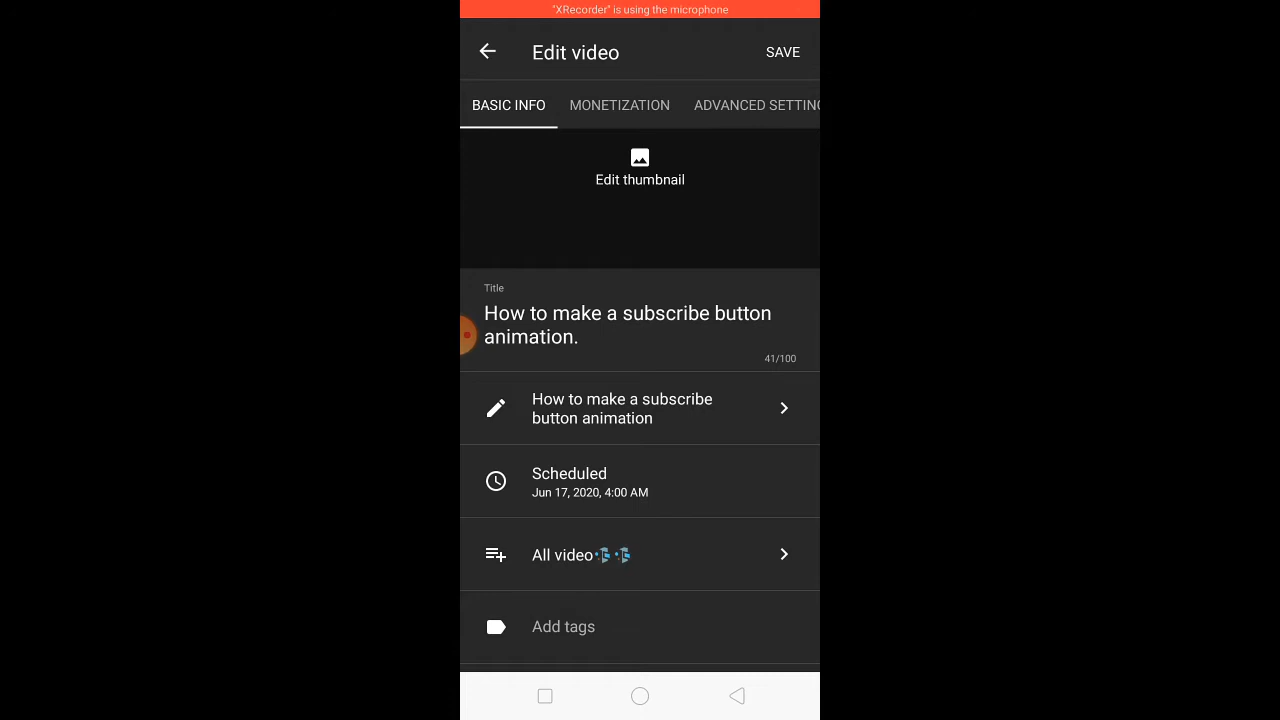 "XRecorder" is using the microphone
Edit video
SAVE
BASIC INFO
MONETIZATION
ADVANCED SETTING
Edit thumbnail
Title
How to make a subscribe button
animation.
41/100
How to make a subscribe
button animation
Scheduled
Jun 17, 2020, 4:00 AM
All video
Add tags